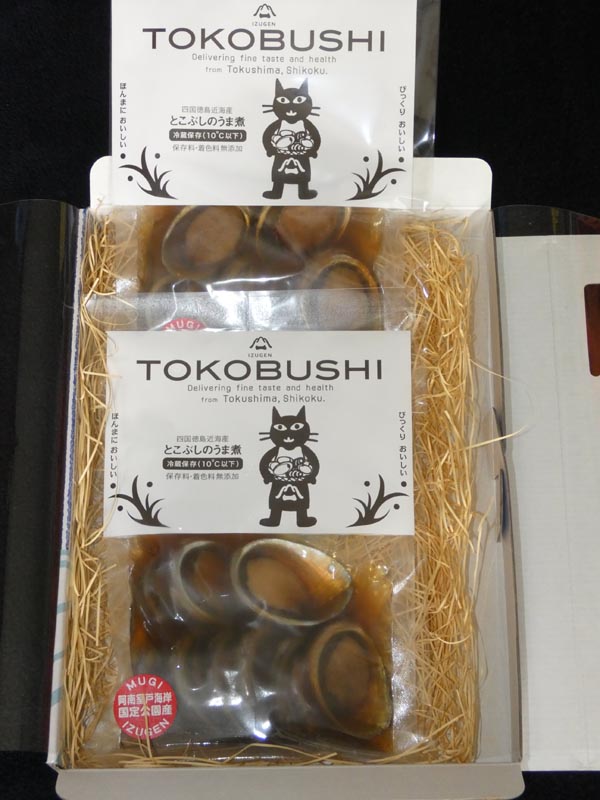 IZUGEN
TOKOBUSHI
Delivering fine taste and health
from Tokushima, Shikoku.
ほんまに おいしい
四国徳島近海産
とこぶしのうま煮
冷蔵保存(10℃以下)
保存料・着色料無添加
びっくり おいしい
MUGI
IZUGEN
TOKOBUSHI
Delivering fine taste and health
from Tokushima, Shikoku.
ほんまに おいしい
四国徳島近海産
とこぶしのうま煮
冷蔵保存(10℃以下)
保存料・着色料無添加
びっくり おいしい
MUGI
阿南室戸海岸
国定公園産
IZUGEN